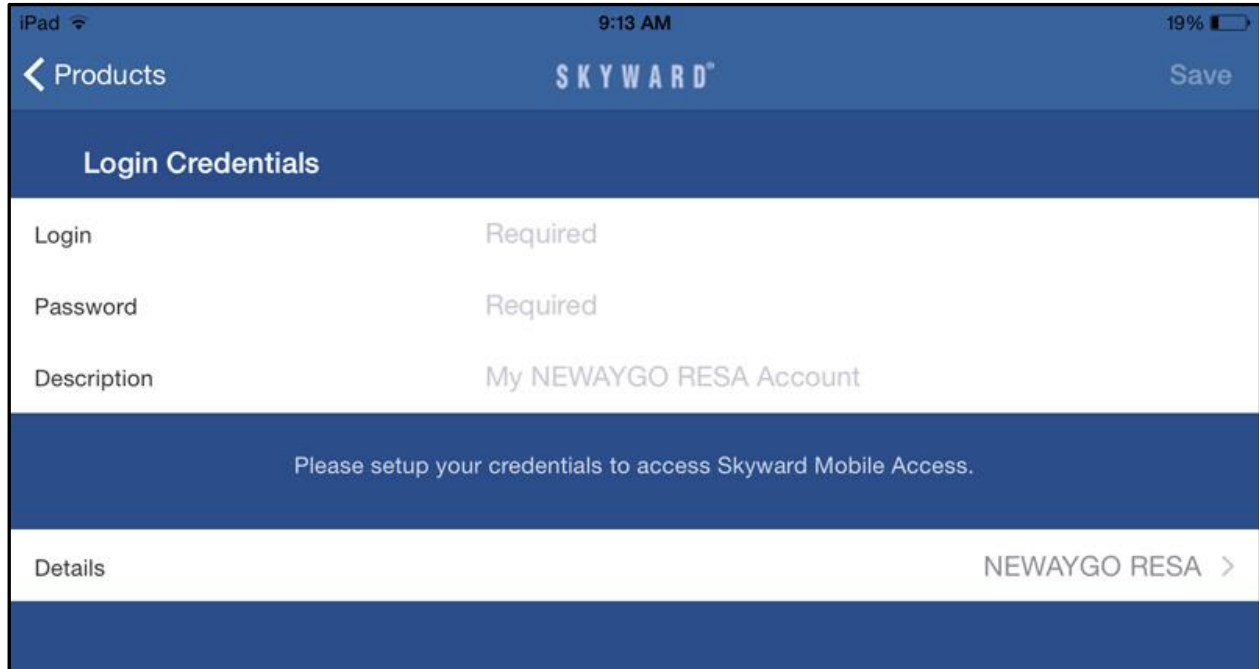 iPad 9:13 AM 19%
Products SKYWARD® Save
Login Credentials
Login Required
Password Required
Description My NEWAYGO RESA Account
Please setup your credentials to access Skyward Mobile Access.
Details NEWAYGO RESA